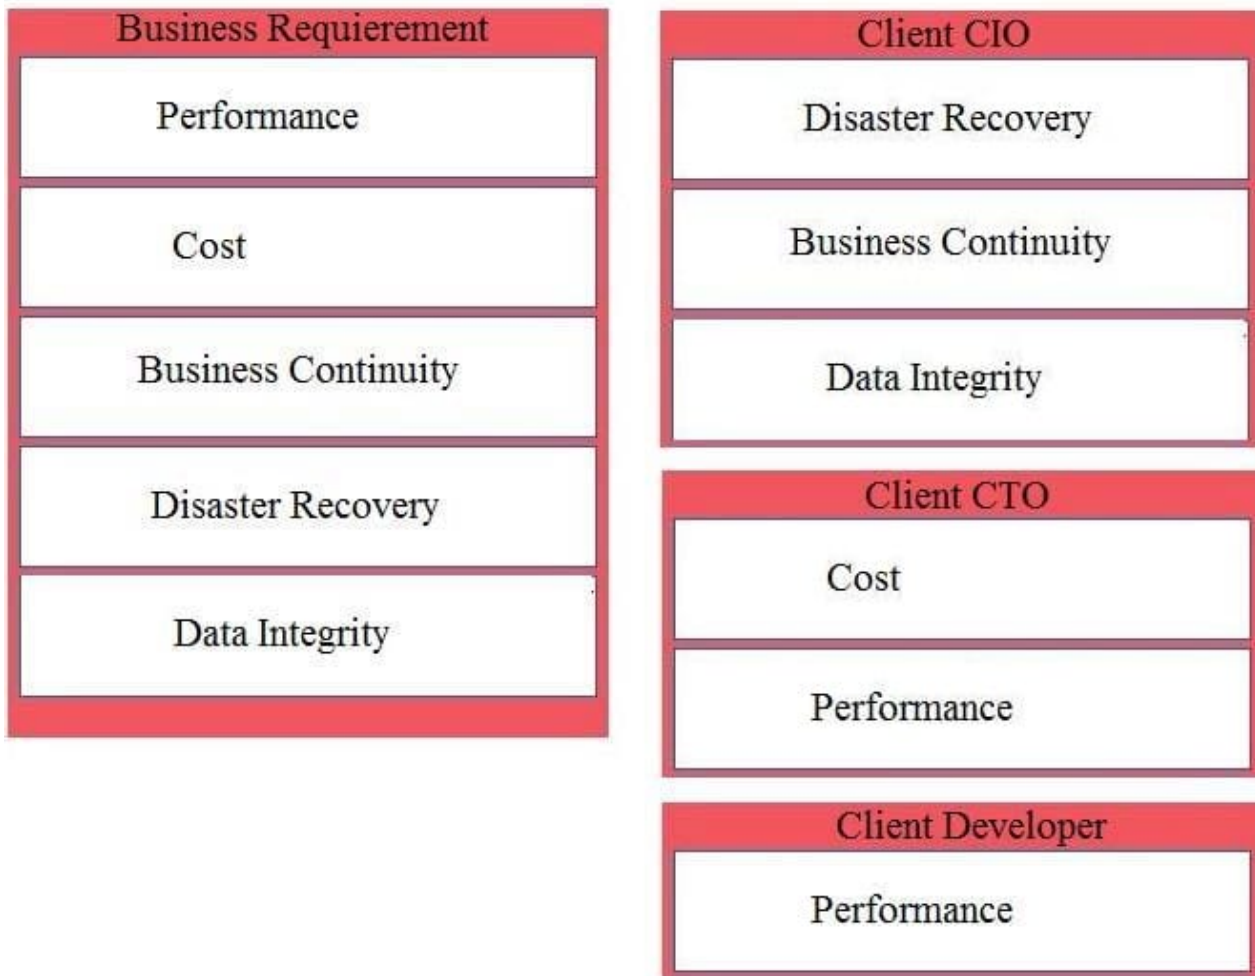 Business Requierement
Performance
Cost
Business Continuity
Disaster Recovery
Data Integrity
Client CIO
Disaster Recovery
Business Continuity
Data Integrity
Client CTO
Cost
Performance
Client Developer
Performance